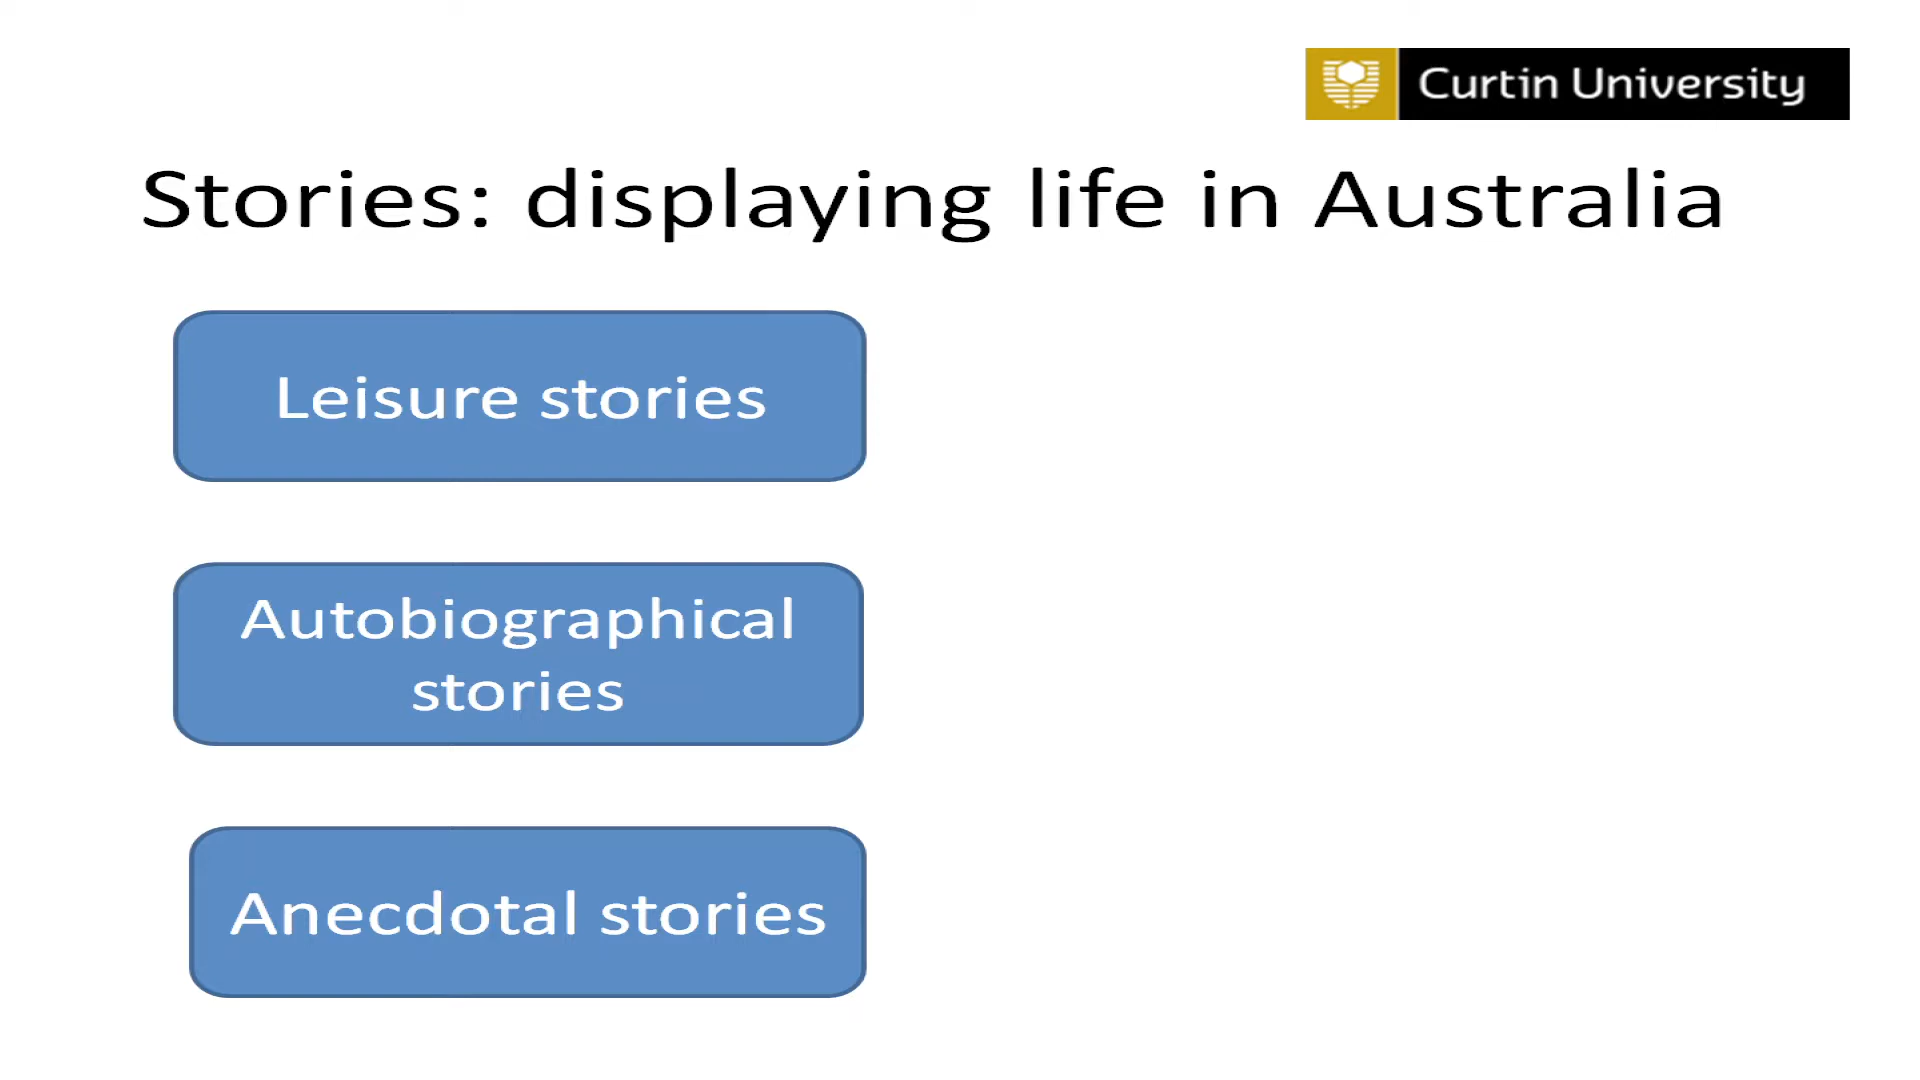 Curtin University
Stories: displaying life in Australia
Leisure stories
Autobiographical
stories
Anecdotal stories